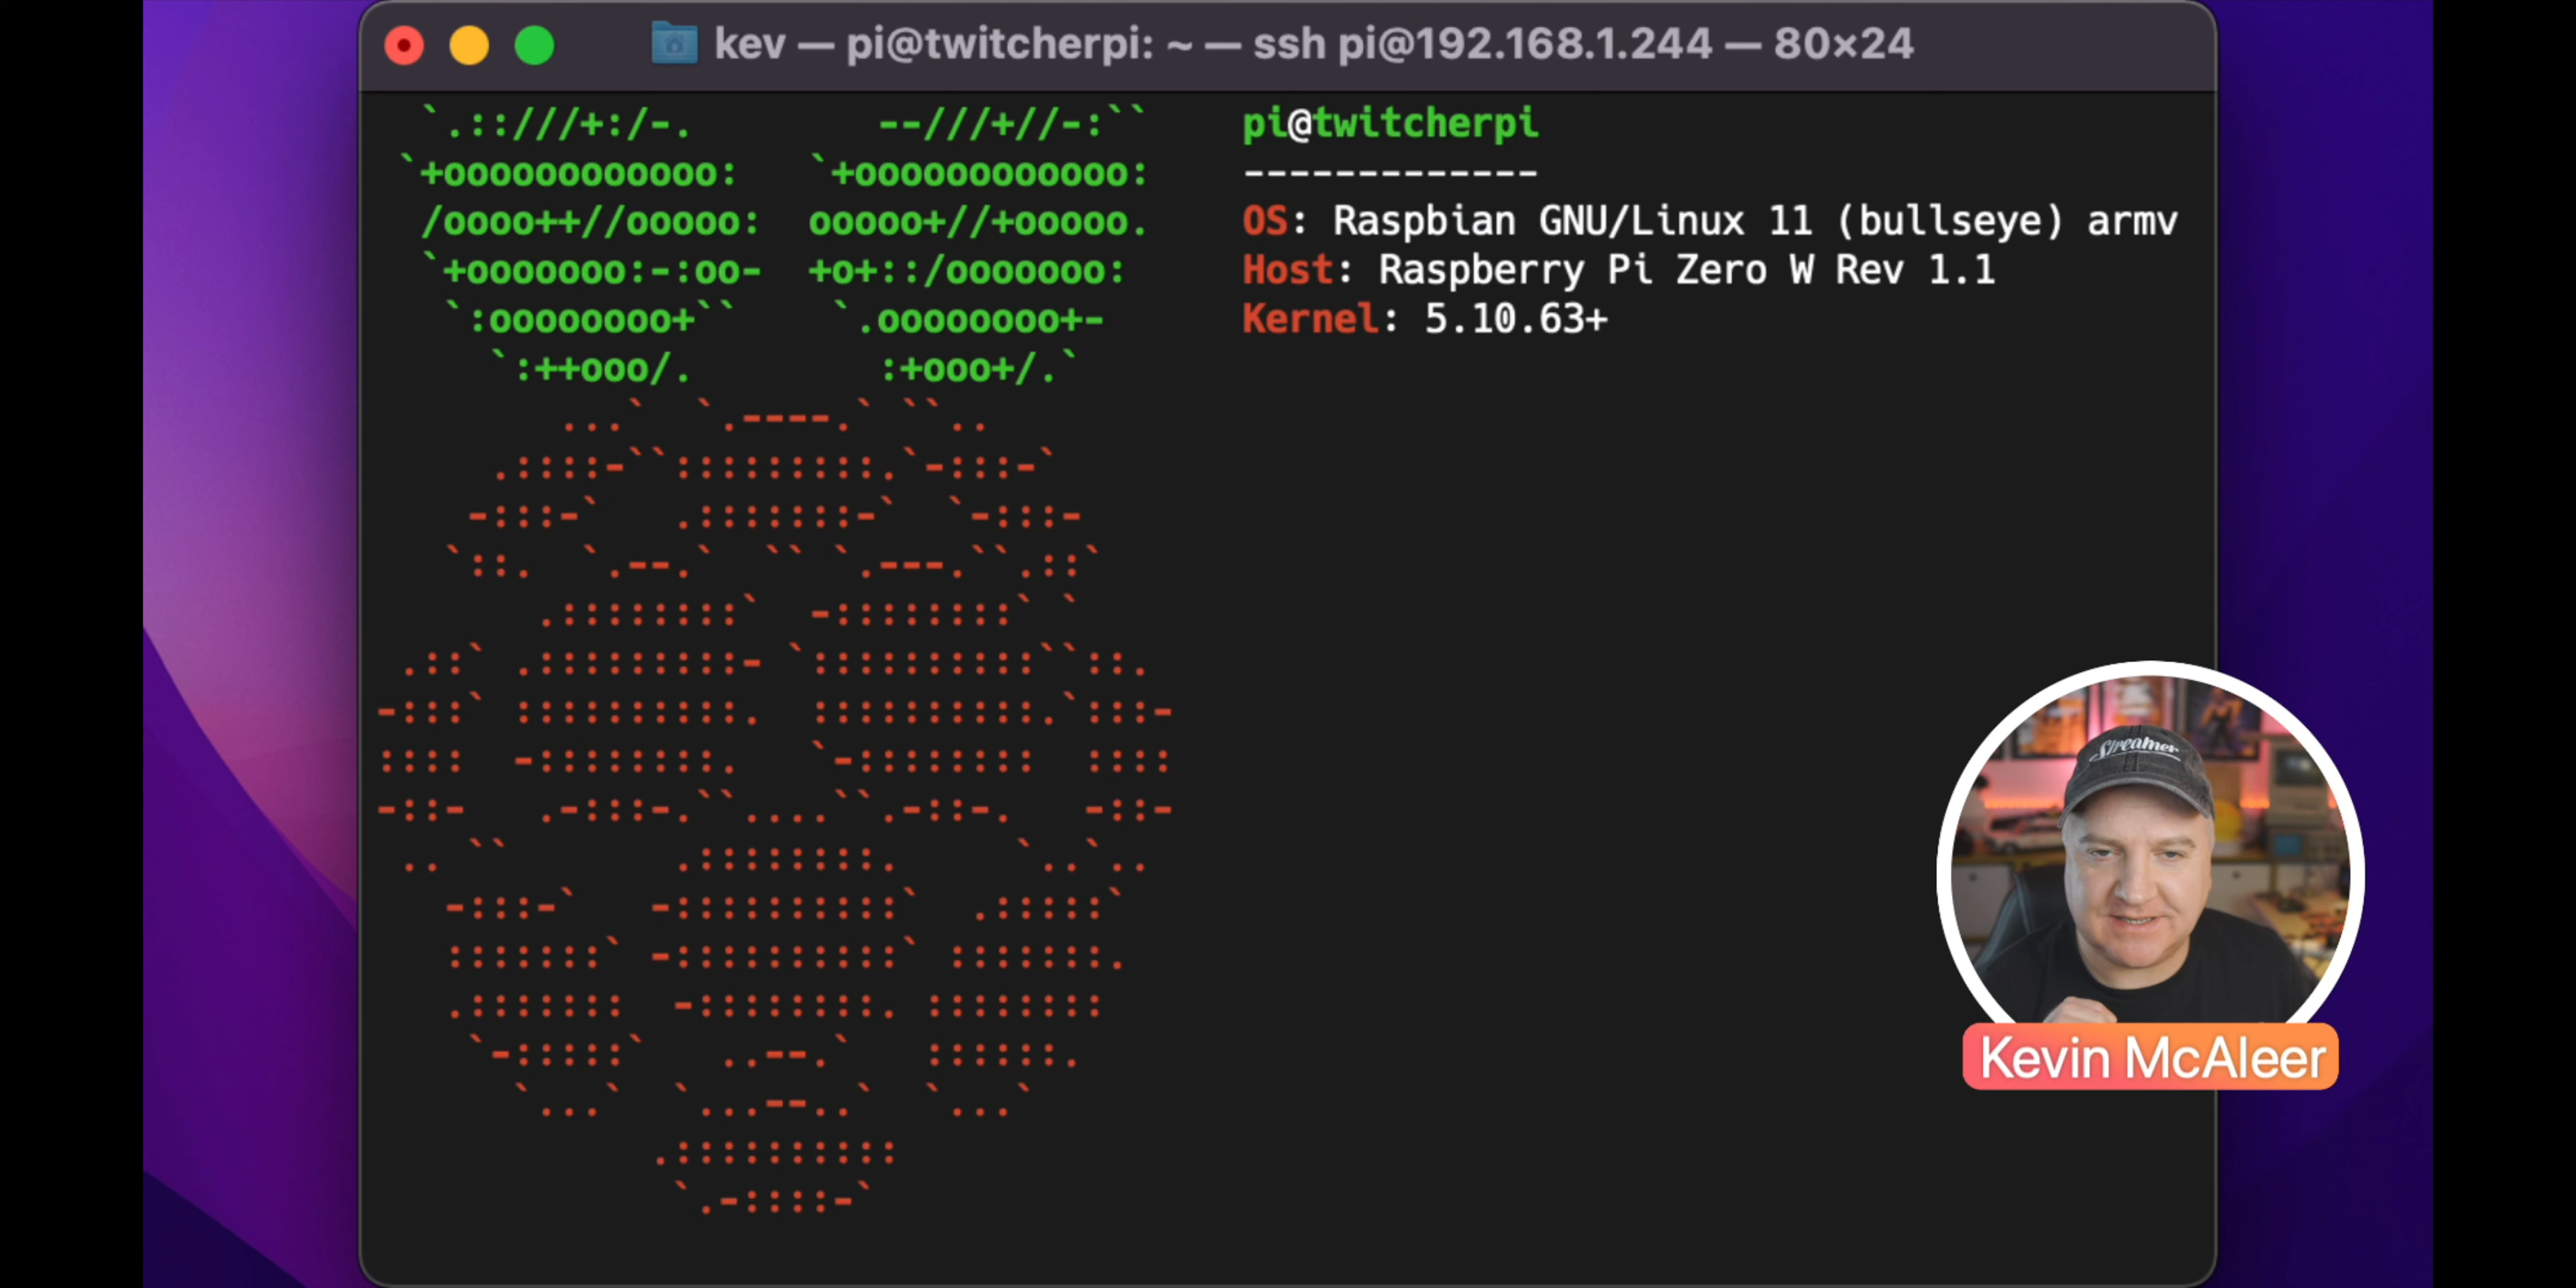 kev — pi@twitcherpi: ~ — ssh pi@192.168.1.244 — 80×24
pi@twitcherpi
-------------
OS: Raspbian GNU/Linux 11 (bullseye) armv
Host: Raspberry Pi Zero W Rev 1.1
Kernel: 5.10.63+
Streamer
Kevin McAleer